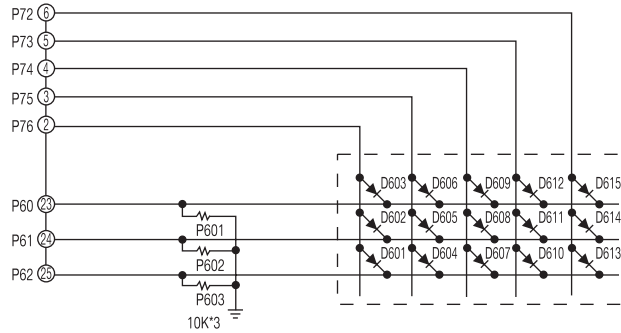 P72 6
P73 5
P74 4
P75 3
P76 2
D603 D606 D609 D612 D615
P60 23
P601
D602 D605 D608 D611 D614
P61 24
P602
D601 D604 D607 D610 D613
P62 25
P603
10K*3